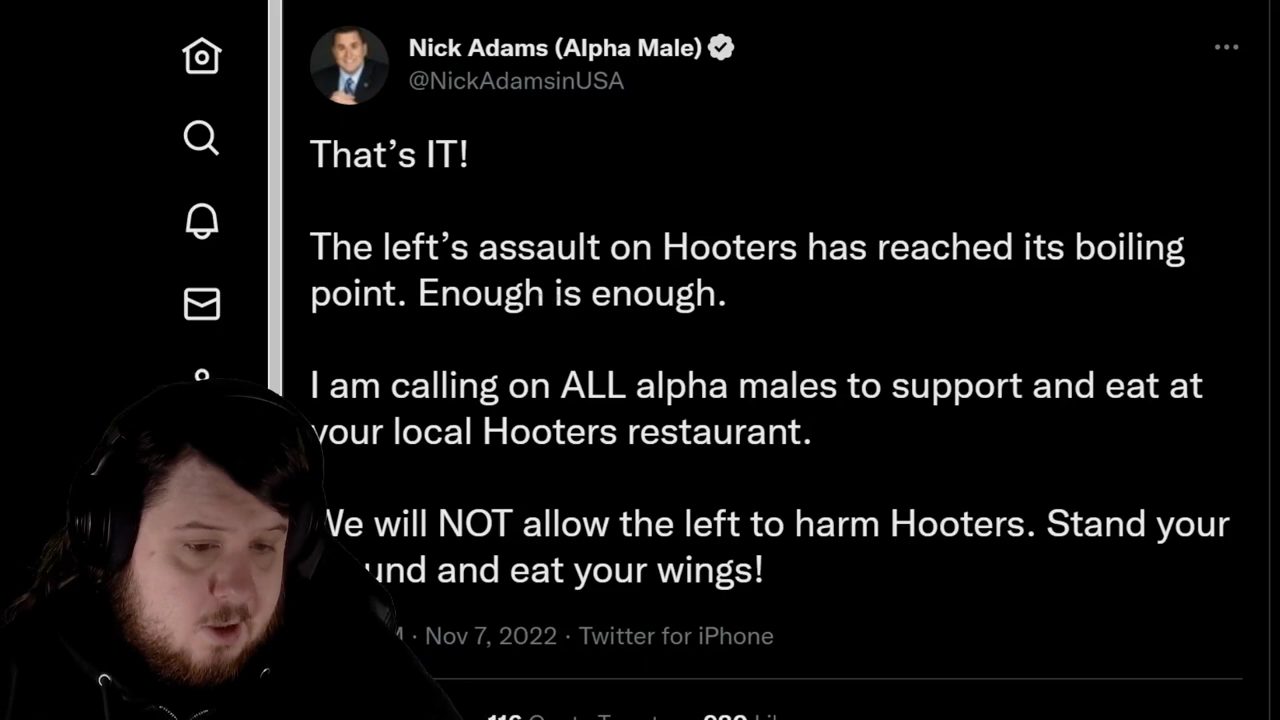 Nick Adams (Alpha Male)
@NickAdamsinUSA
That’s IT!
The left’s assault on Hooters has reached its boiling
point. Enough is enough.
I am calling on ALL alpha males to support and eat at
your local Hooters restaurant.
We will NOT allow the left to harm Hooters. Stand your
und and eat your wings!
M · Nov 7, 2022 · Twitter for iPhone